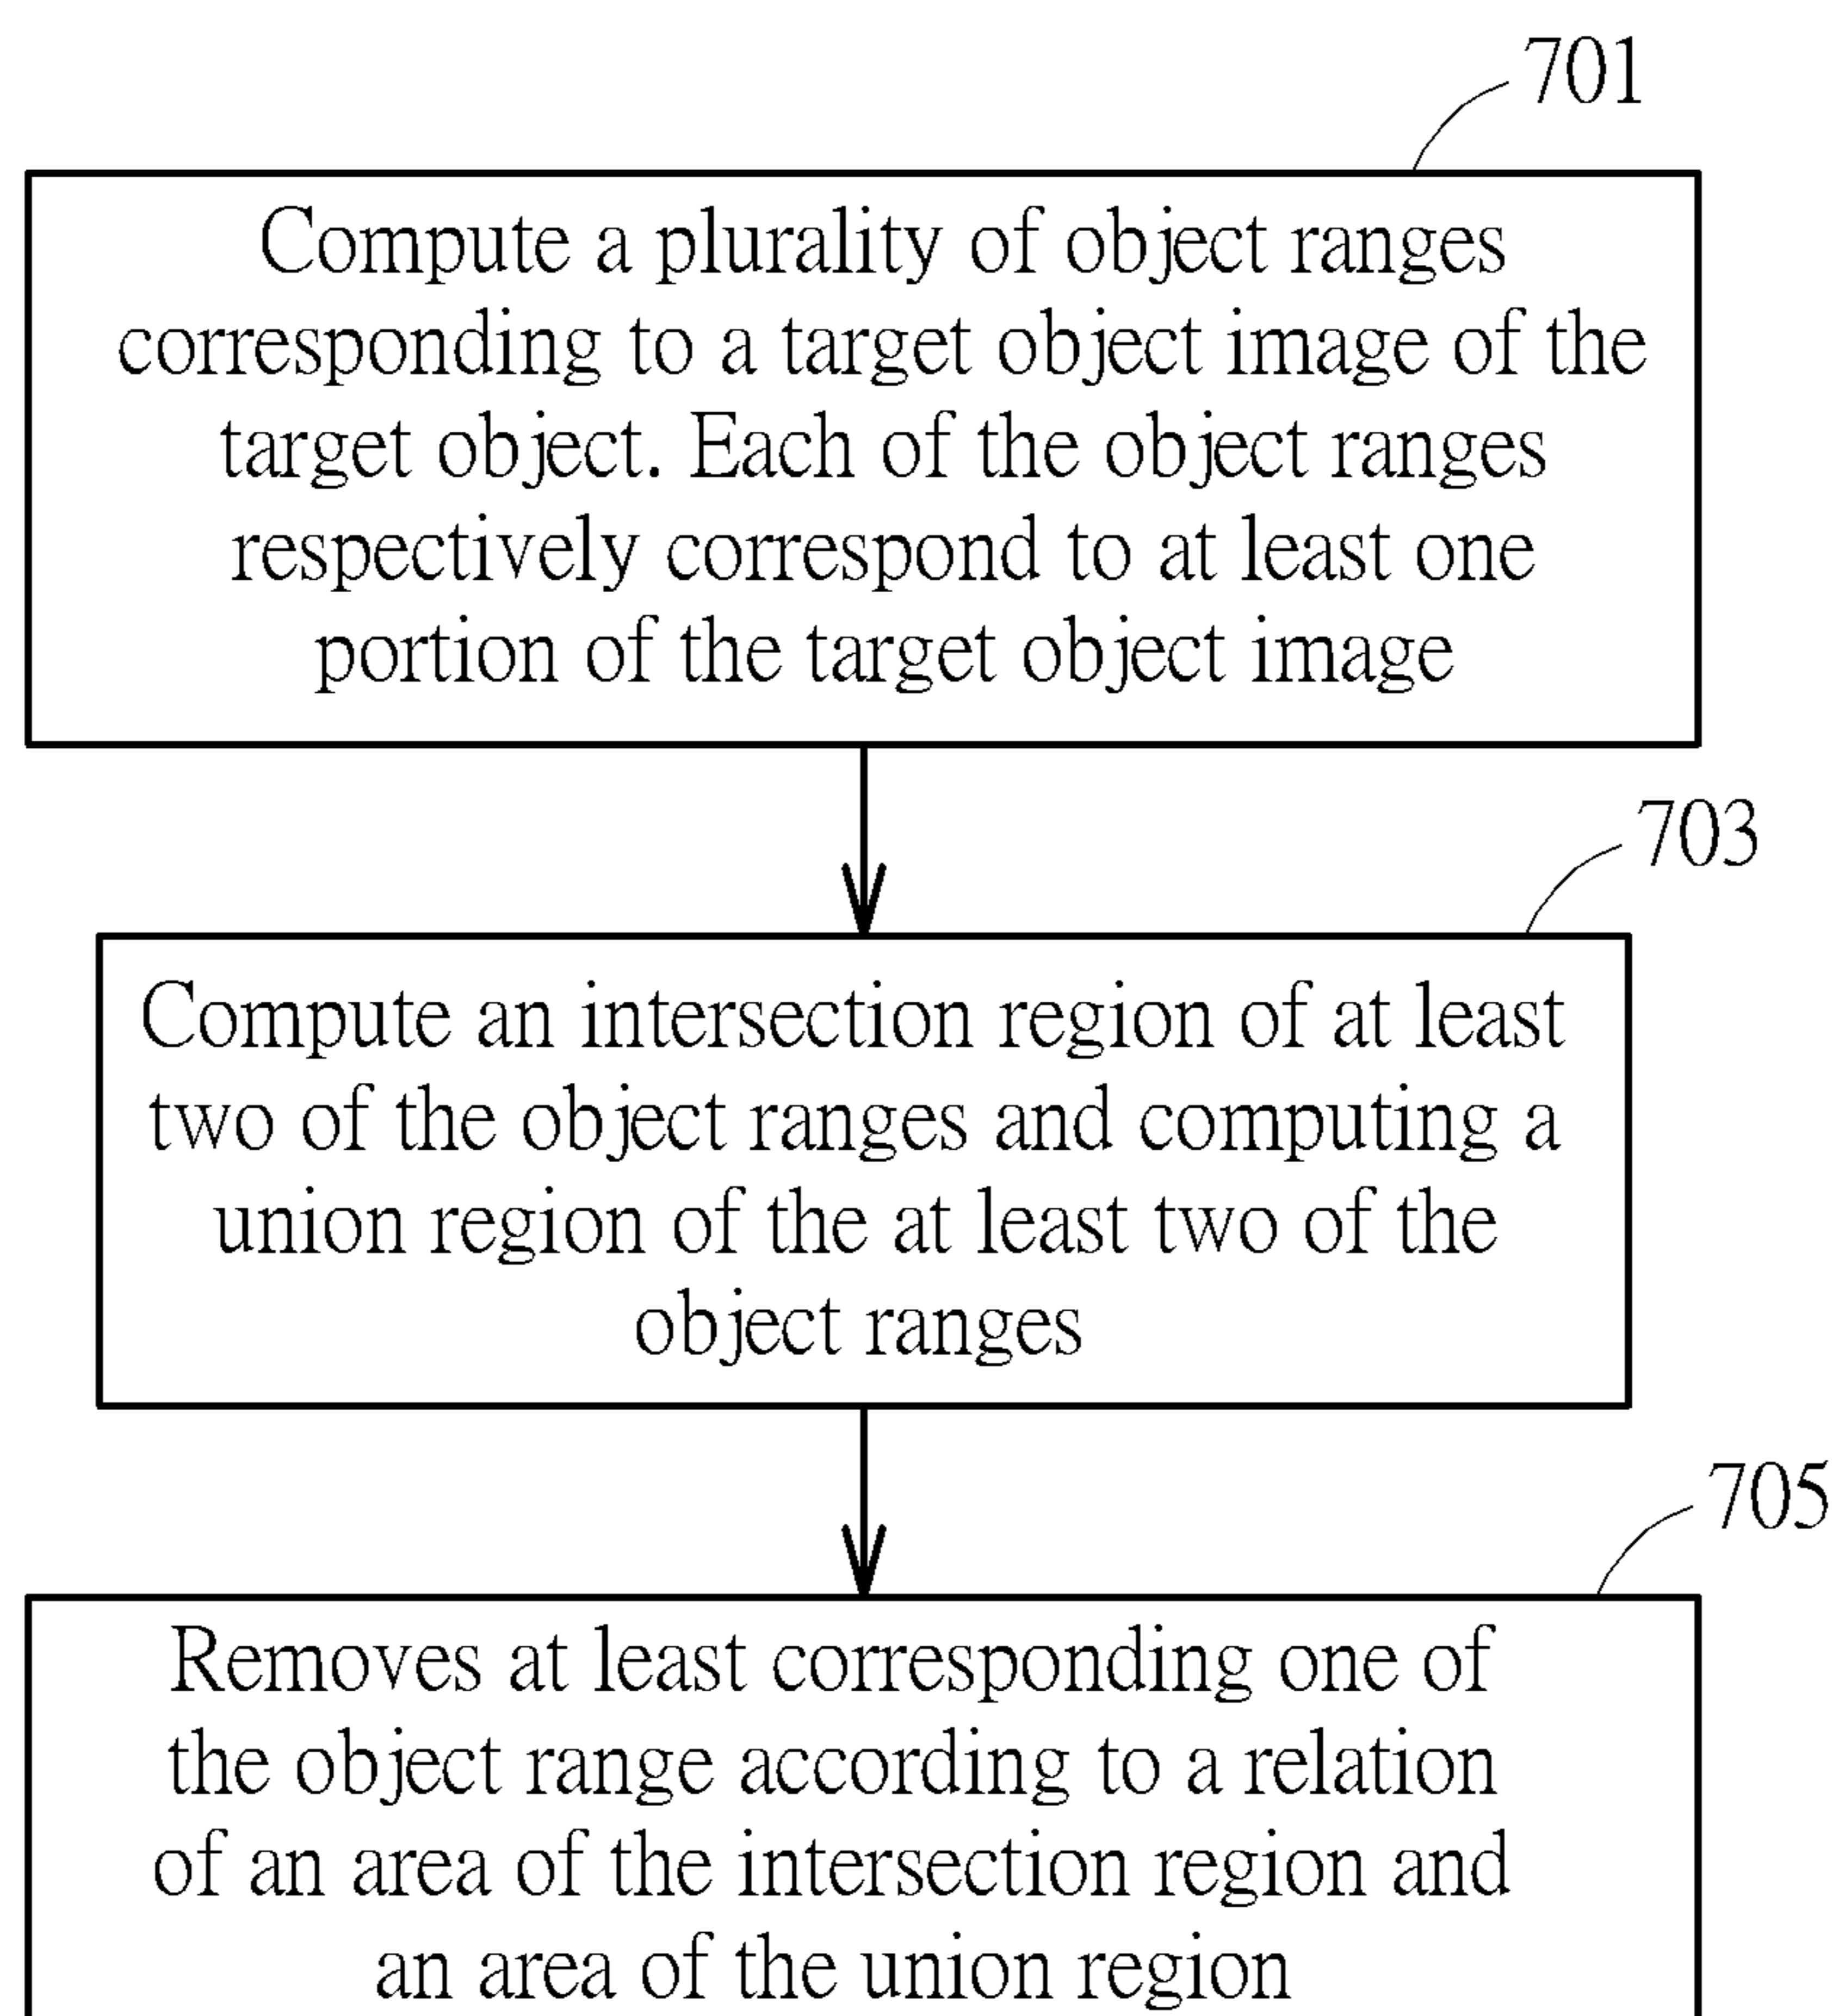 701
Compute a plurality of object ranges
corresponding to a target object image of the
target object. Each of the object ranges
respectively correspond to at least one
portion of the target object image
703
Compute an intersection region of at least
two of the object ranges and computing a
union region of the at least two of the
object ranges
705
Removes at least corresponding one of
the object range according to a relation
of an area of the intersection region and
an area of the union region